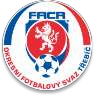 FAČR
OKRESNÍ FOTBALOVÝ SVAZ TŘEBÍČ